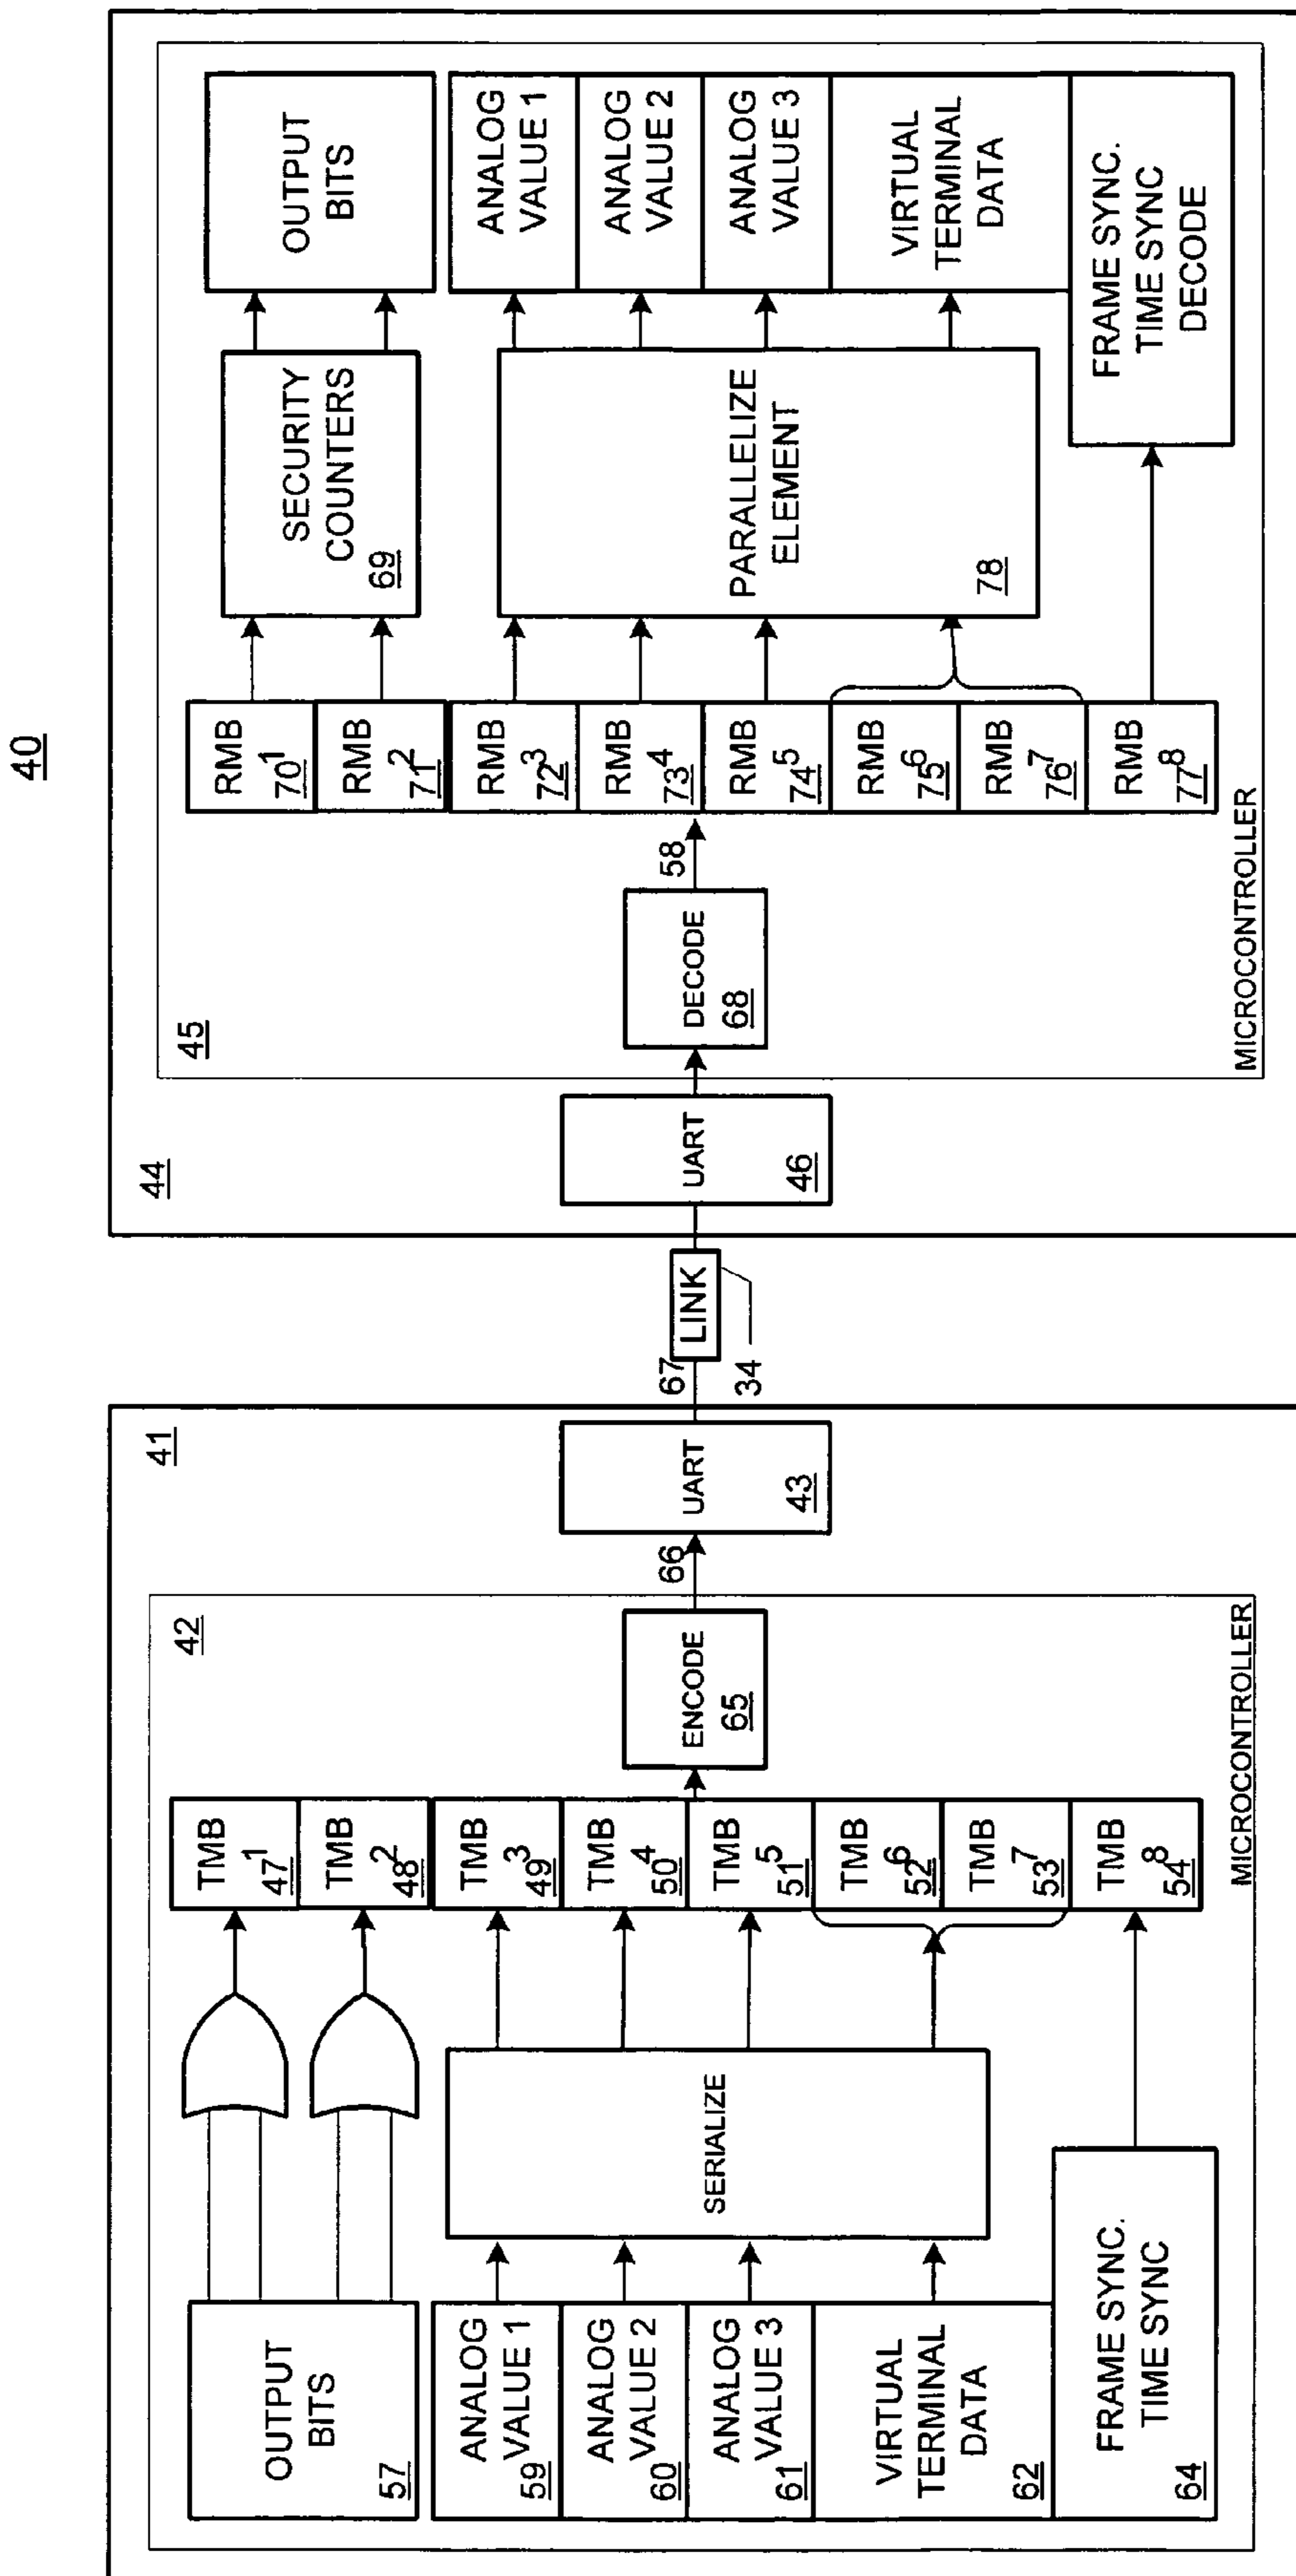 40
41
42
OUTPUT
BITS
57
ANALOG
VALUE 1
59
ANALOG
VALUE 2
60
ANALOG
VALUE 3
61
VIRTUAL
TERMINAL
DATA
62
FRAME SYNC.
TIME SYNC
64
SERIALIZE
TMB
1
47
TMB
2
48
TMB
3
49
TMB
4
50
TMB
5
51
TMB
6
52
TMB
7
53
TMB
8
54
ENCODE
65
MICROCONTROLLER
66
UART
43
67
LINK
34
44
UART
46
45
DECODE
68
58
RMB
1
70
RMB
2
71
RMB
3
72
RMB
4
73
RMB
5
74
RMB
6
75
RMB
7
76
RMB
8
77
SECURITY
COUNTERS
69
PARALLELIZE
ELEMENT
78
OUTPUT
BITS
ANALOG
VALUE 1
ANALOG
VALUE 2
ANALOG
VALUE 3
VIRTUAL
TERMINAL
DATA
FRAME SYNC.
TIME SYNC
DECODE
MICROCONTROLLER